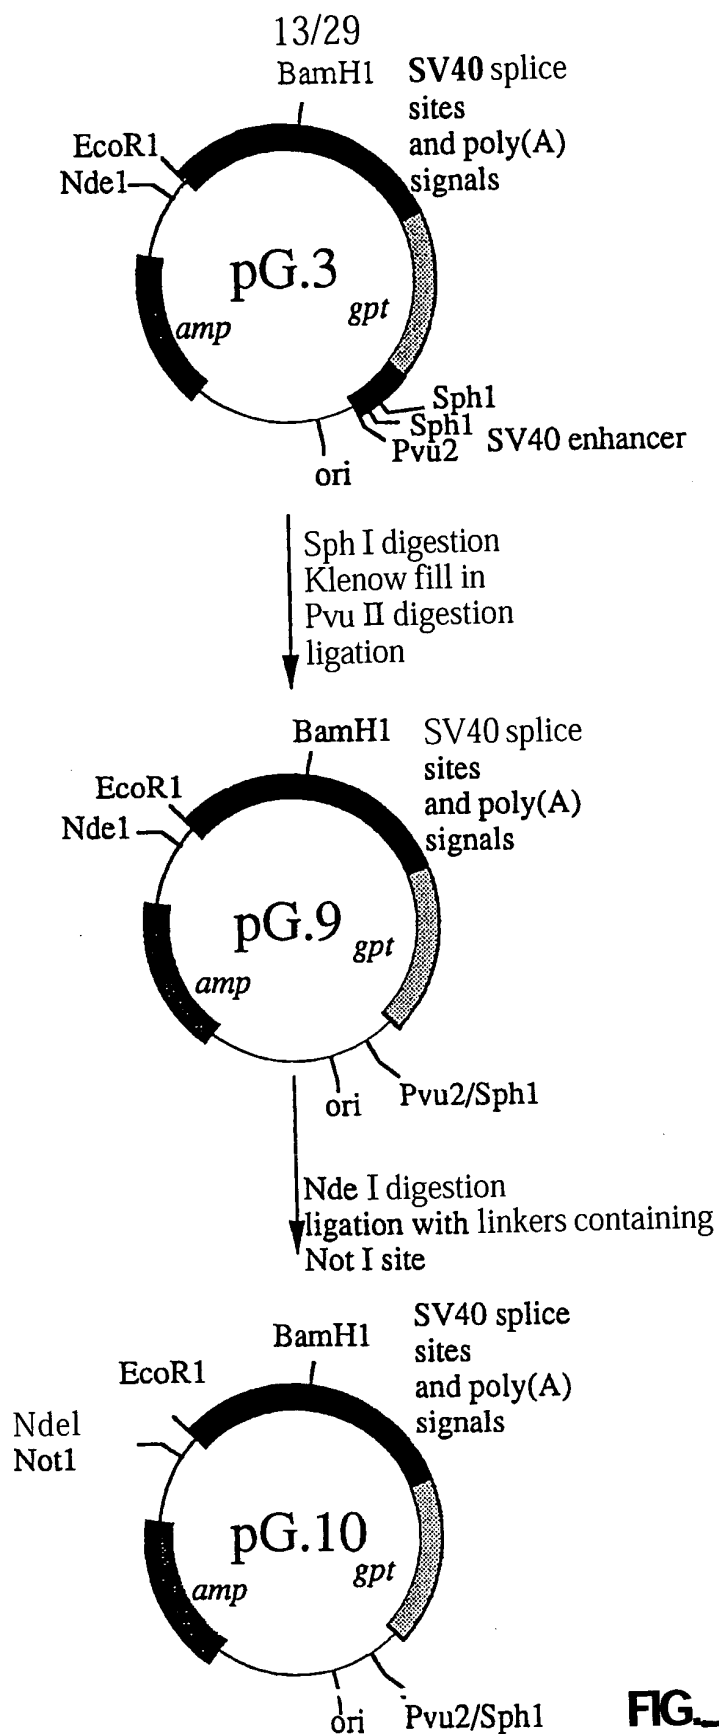 13/29
BamH1
SV40 splice
sites
and poly(A)
signals
EcoR1
Nde1
pG.3
gpt
amp
Sph1
Sph1
Pvu2
SV40 enhancer
ori
Sph I digestion
Klenow fill in
Pvu II digestion
ligation
BamH1
SV40 splice
sites
and poly(A)
signals
EcoR1
Nde1
pG.9
gpt
amp
ori
Pvu2/Sph1
Nde I digestion
ligation with linkers containing
Not I site
BamH1
SV40 splice
sites
and poly(A)
signals
EcoR1
Nde1
Not1
pG.10
gpt
amp
ori
Pvu2/Sph1
FIG._